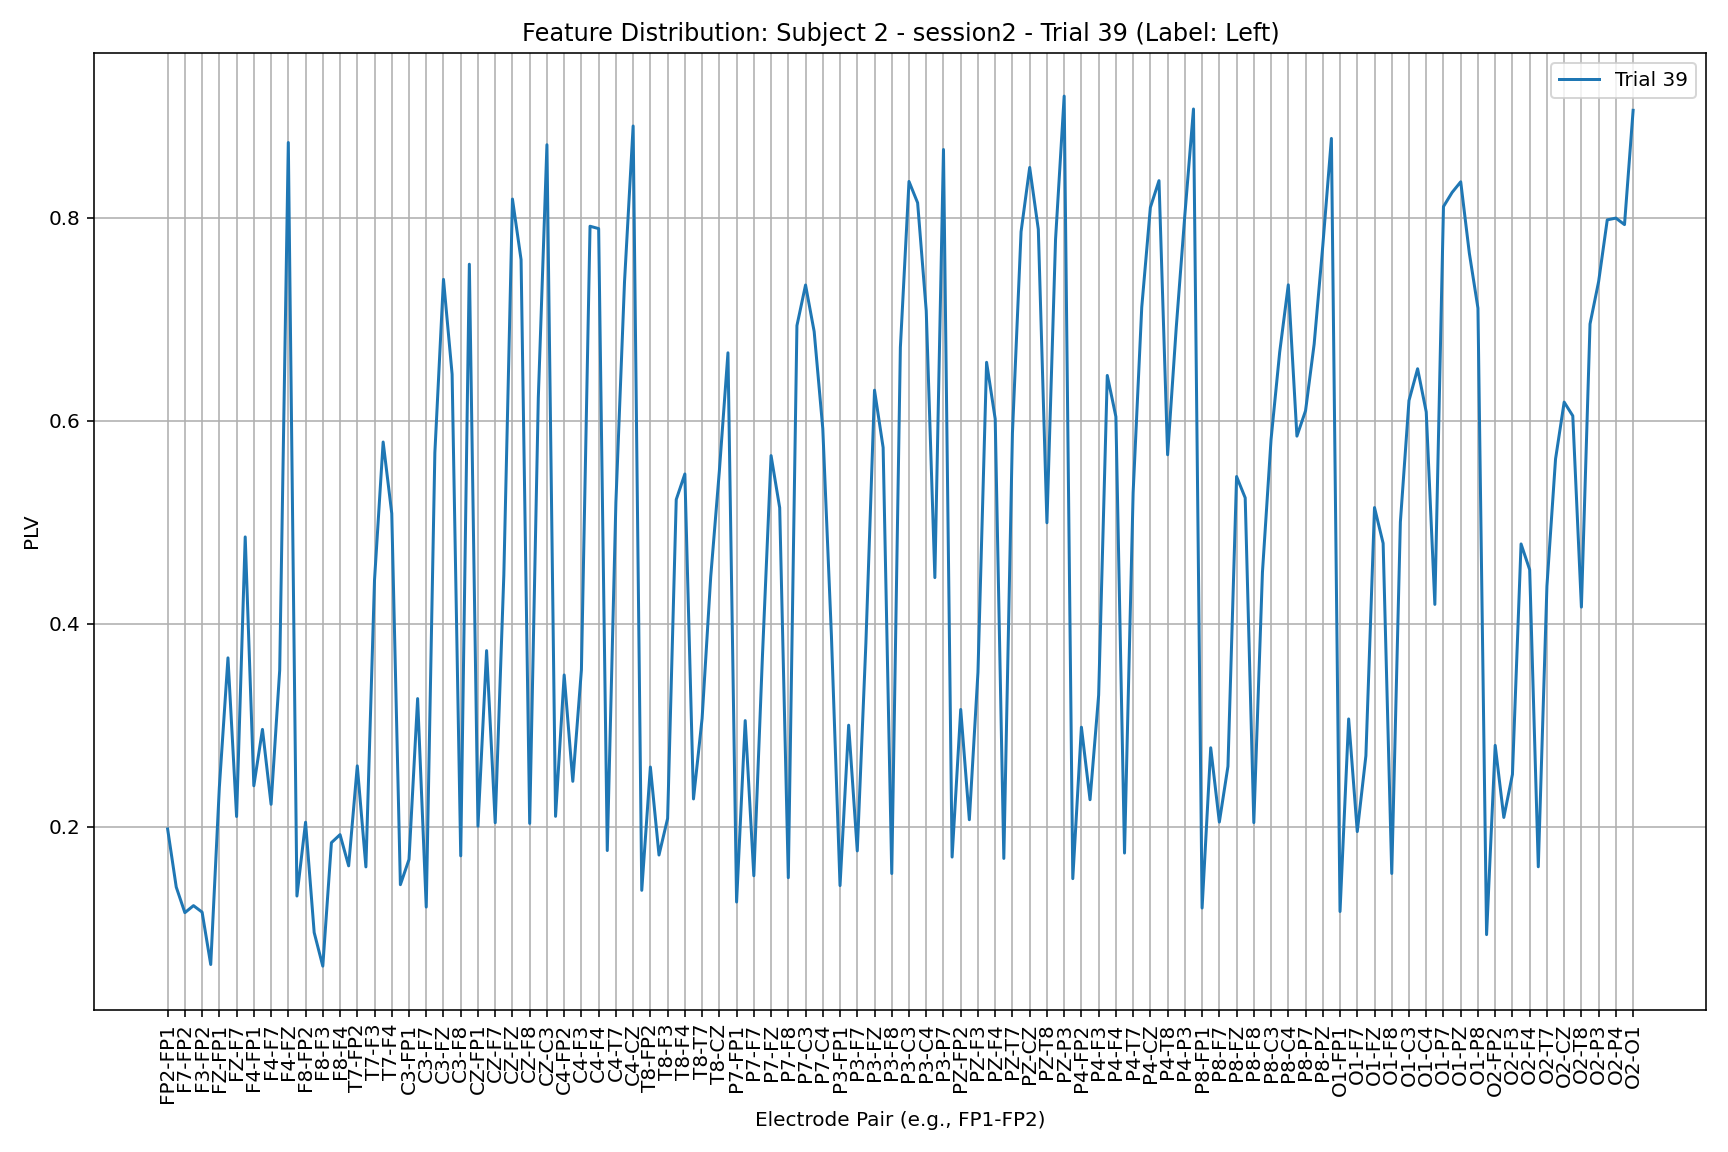 Feature Distribution: Subject 2 - session2 - Trial 39 (Label: Left)
Trial 39
PLV
0.8
0.6
0.4
0.2
FP2-FP1
F7-FP2
F3-FP2
FZ-FP1
FZ-F7
F4-FP1
F4-F7
F4-FZ
F8-FP2
F8-F3
F8-F4
T7-FP2
T7-F3
T7-F4
C3-FP1
C3-F7
C3-FZ
C3-F8
CZ-FP1
CZ-F7
CZ-FZ
CZ-F8
CZ-C3
C4-FP2
C4-F3
C4-F4
C4-T7
C4-CZ
T8-FP2
T8-F3
T8-F4
T8-T7
T8-CZ
P7-FP1
P7-F7
P7-FZ
P7-F8
P7-C3
P7-C4
P3-FP1
P3-F7
P3-FZ
P3-F8
P3-C3
P3-C4
P3-P7
PZ-FP2
PZ-F3
PZ-F4
PZ-T7
PZ-CZ
PZ-T8
PZ-P3
P4-FP2
P4-F3
P4-F4
P4-T7
P4-CZ
P4-T8
P4-P3
P8-FP1
P8-F7
P8-FZ
P8-F8
P8-C3
P8-C4
P8-P7
P8-PZ
O1-FP1
O1-F7
O1-FZ
O1-F8
O1-C3
O1-C4
O1-P7
O1-PZ
O1-P8
O2-FP2
O2-F3
O2-F4
O2-T7
O2-CZ
O2-T8
O2-P3
O2-P4
O2-O1
Electrode Pair (e.g., FP1-FP2)